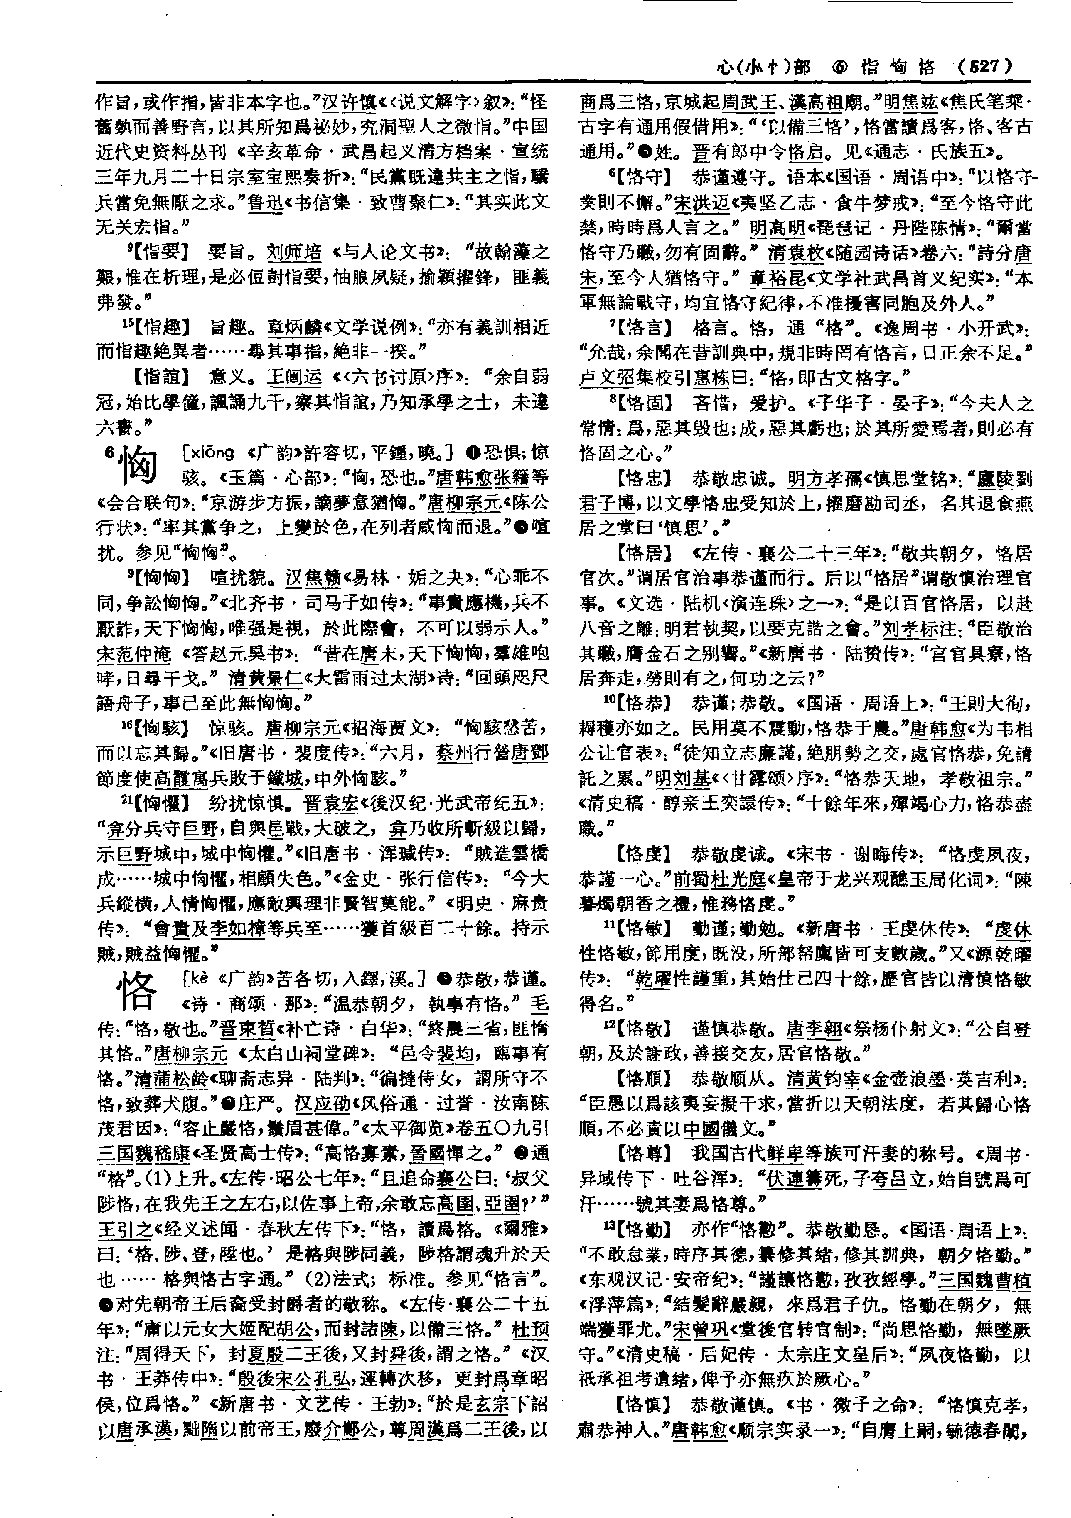 心(小忄)部 ⑥ 恉 恟 恪 (527)
作旨,或作指,皆非本字也。”汉许慎《〈说文解字〉叙》:“怪
舊埶而善野言,以其所知爲祕妙,究洞聖人之微恉。”中国
近代史资料丛刊《辛亥革命·武昌起义清方档案·宣统
三年九月二十日宗室宝熙奏折》:“民黨既達共主之恉,驕
兵當免無厭之求。”鲁迅《书信集·致曹聚仁》:“其实此文
无关宏恉。”
9【恉要】 要旨。刘师培《与人论文书》:“故翰藻之
艱,惟在析理,是必侸尌恉要,怞賑夙疑,揄穎擢鋒,匪義
弗發。”
15【恉趣】 旨趣。章炳麟《文学说例》:“亦有義訓相近
而恉趣絶異者……尋其事指,絶非一揆。”
【恉誼】 意义。王闿运《〈六书讨原〉序》:“余自弱
冠,始比學僮,諷誦九千,察其恉誼,乃知承學之士,未達
六書。”
6恟 [xiōng 《广韵》許容切,平鍾,曉。] ❶恐惧;惊
骇。《玉篇·心部》:“恟,恐也。”唐韩愈张籍等
《会合联句》:“京游步方振,謫夢意猶恟。”唐柳宗元《陈公
行状》:“率其黨争之,上變於色,在列者咸恟而退。”❷喧
扰。参见“恟恟”。
9【恟恟】 喧扰貌。汉焦赣《易林·姤之夬》:“心乖不
同,争訟恟恟。”《北齐书·司马子如传》:“事貴應機,兵不
厭詐,天下恟恟,唯强是視,於此際會,不可以弱示人。”
宋范仲淹《答赵元昊书》:“昔在唐末,天下恟恟,羣雄咆
哮,日尋干戈。”清黄景仁《大雷雨过太湖》诗:“回頭咫尺
語舟子,事已至此無恟恟。”
16【恟駭】 惊骇。唐柳宗元《招海贾文》:“恟駭愁苦,
而以忘其歸。”《旧唐书·裴度传》:“六月,蔡州行營唐鄧
節度使高霞寓兵敗于鐵城,中外恟駭。”
21【恟懼】 纷扰惊惧。晋袁宏《後汉纪·光武帝纪五》:
“弇分兵守巨野,自與邑戰,大破之,弇乃收所斬級以歸,
示巨野城中,城中恟懼。”《旧唐书·浑瑊传》:“賊造雲橋
成……城中恟懼,相顧失色。”《金史·张行信传》:“今大
兵縱横,人情恟懼,應敵興理非賢智莫能。”《明史·麻贵
传》:“會貴及李如樟等兵至……獲首級百二十餘。持示
賊,賊益恟懼。”
恪 [kè 《广韵》苦各切,入鐸,溪。] ❶恭敬,恭谨。
《诗·商颂·那》:“温恭朝夕,執事有恪。”毛
传:“恪,敬也。”晋束晳《补亡诗·白华》:“終晨三省,匪惰
其恪。”唐柳宗元《太白山祠堂碑》:“邑令裴均,臨事有
恪。”清蒲松龄《聊斋志异·陆判》:“徧撻侍女,謂所守不
恪,致葬犬腹。”❷庄严。汉应劭《风俗通·过誉·汝南陈
茂君因》:“容止嚴恪,鬚眉甚偉。”《太平御览》卷五〇九引
三国魏嵇康《圣贤高士传》:“高恪寡素,晉國憚之。”❸通
“格”。(1)上升。《左传·昭公七年》:“且追命襄公曰:‘叔父
陟恪,在我先王之左右,以佐事上帝,余敢忘高圉、亞圉?’”
王引之《经义述闻·春秋左传下》:“恪,讀爲格。《爾雅》
曰:‘格,陟、登,陞也。’是格與陟同義,陟格謂魂升於天
也……格與恪古字通。”(2)法式;标准。参见“恪言”。
❹对先朝帝王后裔受封爵者的敬称。《左传·襄公二十五
年》:“庸以元女大姬配胡公,而封諸陳,以備三恪。”杜预
注:“周得天下,封夏殷二王後,又封舜後,謂之恪。”《汉
书·王莽传中》:“殷後宋公孔弘,運轉次移,更封爲章昭
侯,位爲恪。”《新唐书·文艺传·王勃》:“於是玄宗下詔
以唐承漢,黜隋以前帝王,廢介酅公,尊周漢爲二王後,以
商爲三恪,京城起周武王、漢高祖廟。”明焦竑《焦氏笔乘·
古字有通用假借用》:“‘以備三恪’,恪當讀爲客,恪、客古
通用。”❺姓。晋有郎中令恪启。见《通志·氏族五》。
6【恪守】 恭谨遵守。语本《国语·周语中》:“以恪守
業則不懈。”宋洪迈《夷坚乙志·食牛梦戒》:“至今恪守此
禁,時時爲人言之。”明高明《琵琶记·丹陛陈情》:“爾當
恪守乃職,勿有固辭。”清袁枚《随园诗话》卷六:“詩分唐
宋,至今人猶恪守。”章裕昆《文学社武昌首义纪实》:“本
軍無論戰守,均宜恪守紀律,不准擾害同胞及外人。”
7【恪言】 格言。恪,通“格”。《逸周书·小开武》:
“允哉,余聞在昔訓典中,規非時罔有恪言,日正余不足。”
卢文弨集校引惠栋曰:“恪,即古文格字。”
8【恪固】 吝惜,爱护。《子华子·晏子》:“今夫人之
常情:爲,惡其毁也;成,惡其虧也;於其所愛焉者,則必有
恪固之心。”
【恪忠】 恭敬忠诚。明方孝孺《慎思堂铭》:“廬陵劉
君子博,以文學恪忠受知於上,擢磨勘司丞,名其退食燕
居之堂曰‘慎思’。”
【恪居】 《左传·襄公二十三年》:“敬共朝夕,恪居
官次。”谓居官治事恭谨而行。后以“恪居”谓敬慎治理官
事。《文选·陆机〈演连珠〉之一》:“是以百官恪居,以赴
八音之離;明君執契,以要克諧之會。”刘孝标注:“臣敬治
其職,膺金石之别響。”《新唐书·陆贽传》:“宫官具寮,恪
居奔走,勞則有之,何功之云?”
10【恪恭】 恭谨;恭敬。《国语·周语上》:“王則大徇,
耨穫亦如之。民用莫不震動,恪恭于農。”唐韩愈《为韦相
公让官表》:“徒知立志廉謹,絶朋勢之交,處官恪恭,免請
託之累。”明刘基《〈甘露颂〉序》:“恪恭天地,孝敬祖宗。”
《清史稿·醇亲王奕譞传》:“十餘年來,殫竭心力,恪恭盡
職。”
【恪虔】 恭敬虔诚。《宋书·谢晦传》:“恪虔夙夜,
恭謹一心。”前蜀杜光庭《皇帝于龙兴观醮玉局化词》:“陳
暮燭朝香之禮,惟務恪虔。”
11【恪敏】 勤谨;勤勉。《新唐书·王虔休传》:“虔休
性恪敏,節用度,既没,所部帑廪皆可支數歲。”又《源乾曜
传》:“乾曜性謹重,其始仕已四十餘,歷官皆以清慎恪敏
得名。”
12【恪敬】 谨慎恭敬。唐李翱《祭杨仆射文》:“公自登
朝,及於謝政,善接交友,居官恪敬。”
【恪順】 恭敬顺从。清黄钧宰《金壶浪墨·英吉利》:
“臣愚以爲該夷妄擬干求,當折以天朝法度,若其歸心恪
順,不必責以中國儀文。”
【恪尊】 我国古代鲜卑等族可汗妻的称号。《周书·
异域传下·吐谷浑》:“伏連籌死,子夸吕立,始自號爲可
汗……號其妻爲恪尊。”
13【恪勤】 亦作“恪懃”。恭敬勤恳。《国语·周语上》:
“不敢怠業,時序其德,纂修其緒,修其訓典,朝夕恪勤。”
《东观汉记·安帝纪》:“謙讓恪懃,孜孜經學。”三国魏曹植
《浮萍篇》:“結髮辭嚴親,來爲君子仇。恪勤在朝夕,無
端獲罪尤。”宋曾巩《堂後官转官制》:“尚思恪勤,無墜厥
守。”《清史稿·后妃传·太宗庄文皇后》:“夙夜恪勤,以
祇承祖考遺緒,俾予亦無疚於厥心。”
【恪慎】 恭敬谨慎。《书·微子之命》:“恪慎克孝,
肅恭神人。”唐韩愈《顺宗实录一》:“自膺上嗣,毓德春闈,